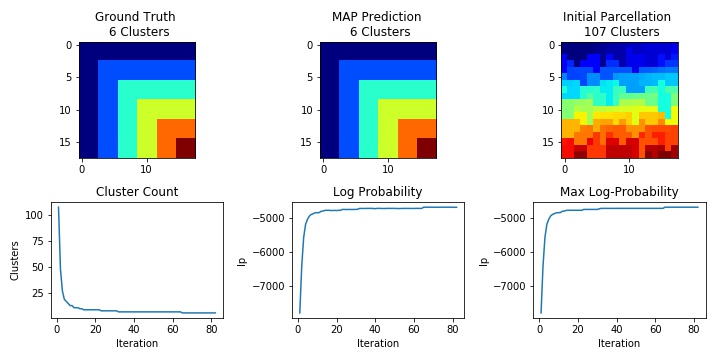 Ground Truth
6 Clusters
0
5
10
15
0
10
MAP Prediction
6 Clusters
0
5
10
15
0
10
Initial Parcellation
107 Clusters
0
5
10
15
0
10
Cluster Count
100
75
50
25
Clusters
0
20
40
60
80
Iteration
Log Probability
−5000
−6000
−7000
lp
0
20
40
60
80
Iteration
Max Log-Probability
−5000
−6000
−7000
lp
0
20
40
60
80
Iteration